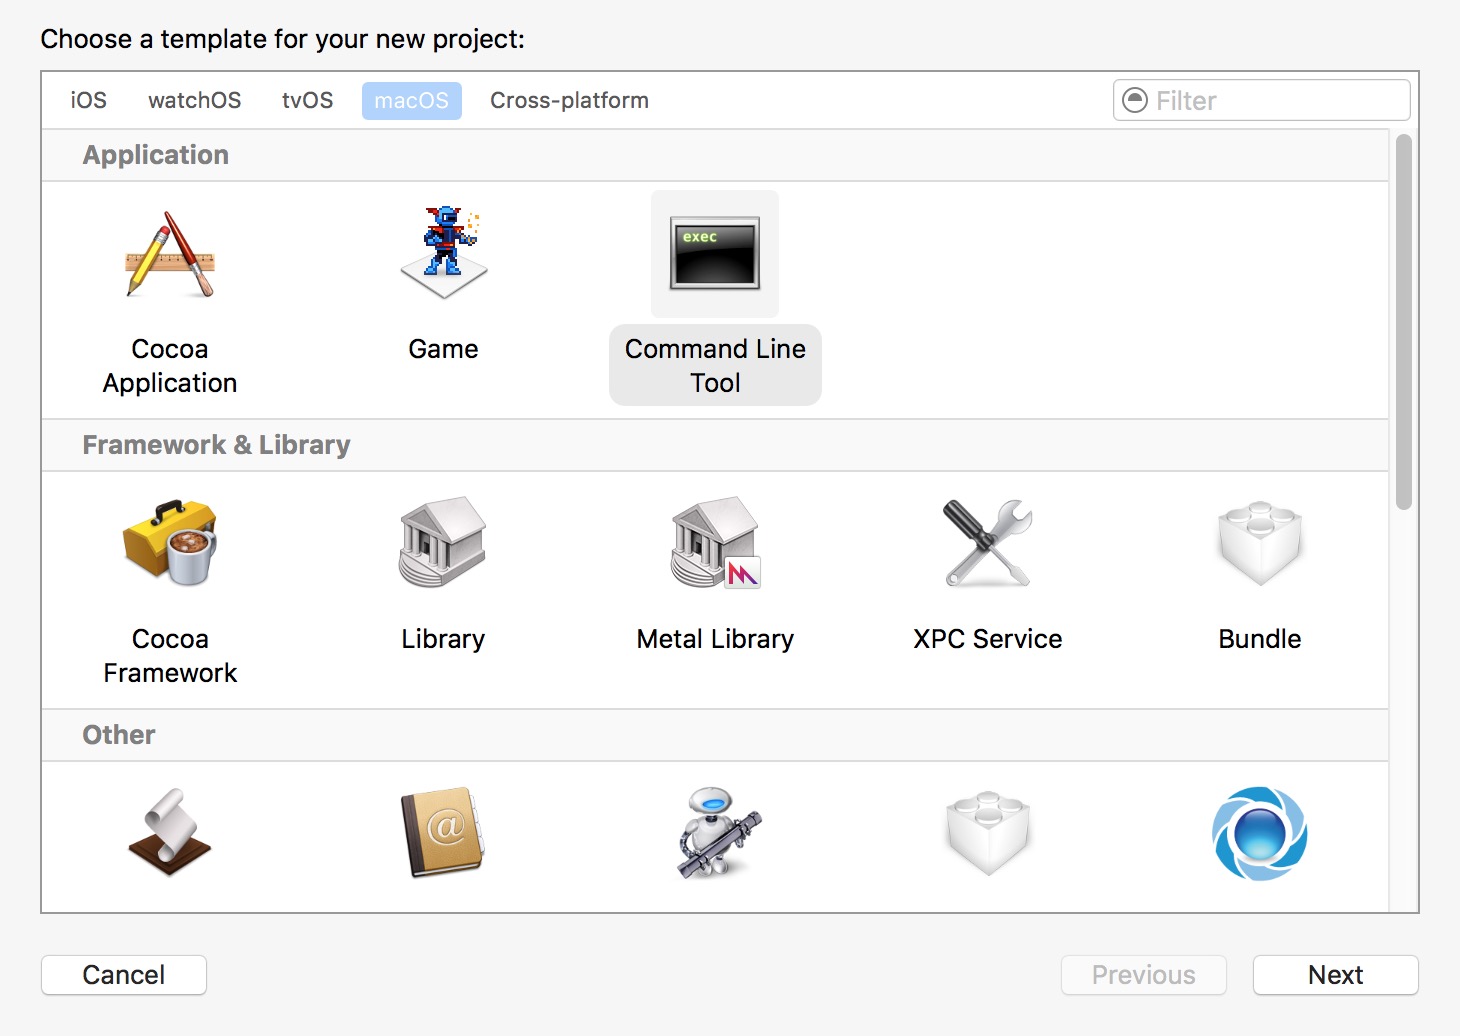 Choose a template for your new project:
iOS watchOS tvOS macOS Cross-platform Filter
Application
exec
Cocoa Application
Game
Command Line Tool
Framework & Library
Cocoa Framework
Library
Metal Library
XPC Service
Bundle
Other
@
Cancel Previous Next